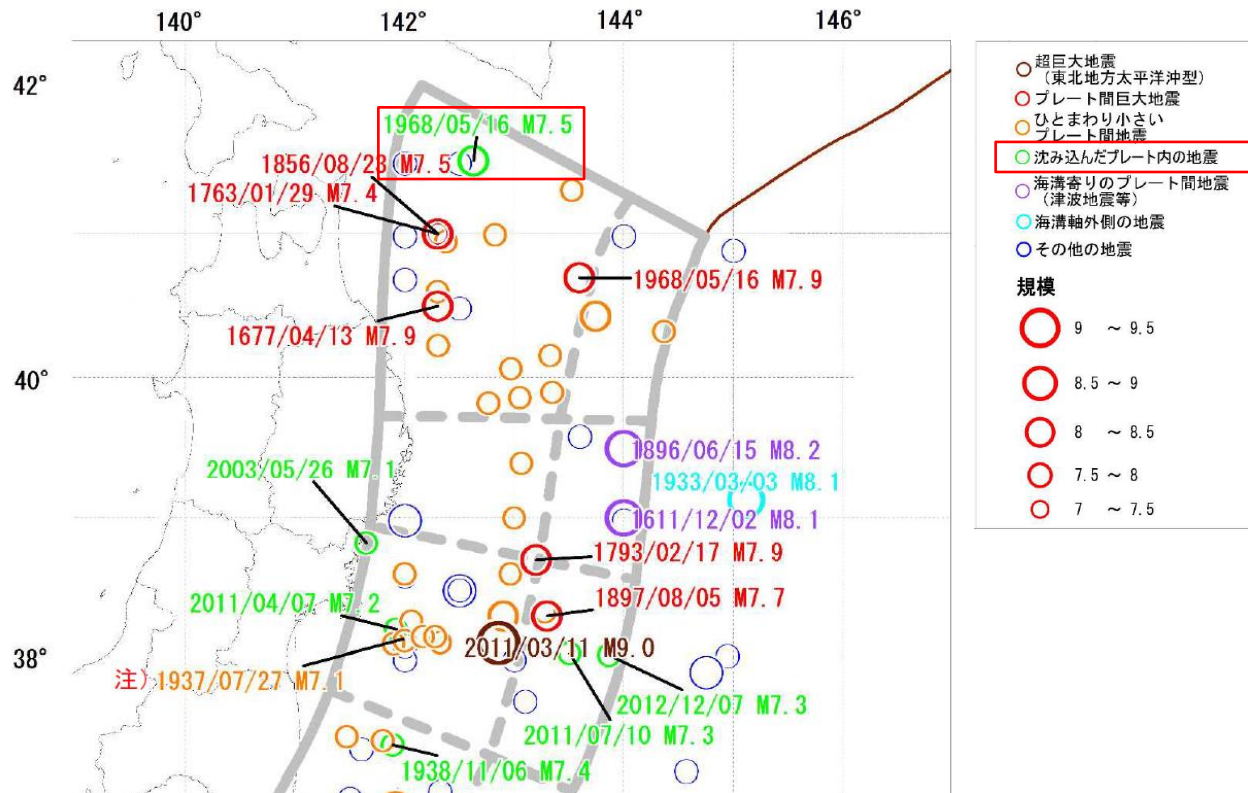 140° 142° 144° 146°
42°
40°
38°
1968/05/16 M7.5
1856/08/23 M7.5
1763/01/29 M7.4
1968/05/16 M7.9
1677/04/13 M7.9
1896/06/15 M8.2
2003/05/26 M7.1
1933/03/03 M8.1
1611/12/02 M8.1
1793/02/17 M7.9
2011/04/07 M7.2
1897/08/05 M7.7
2011/03/11 M9.0
注) 1937/07/27 M7.1
2012/12/07 M7.3
2011/07/10 M7.3
1938/11/06 M7.4
超巨大地震
(東北地方太平洋沖型)
プレート間巨大地震
ひとまわり小さい
プレート間地震
沈み込んだプレート内の地震
海溝寄りのプレート間地震
(津波地震等)
海溝軸外側の地震
その他の地震
規模
9 ～ 9.5
8.5 ～ 9
8 ～ 8.5
7.5 ～ 8
7 ～ 7.5